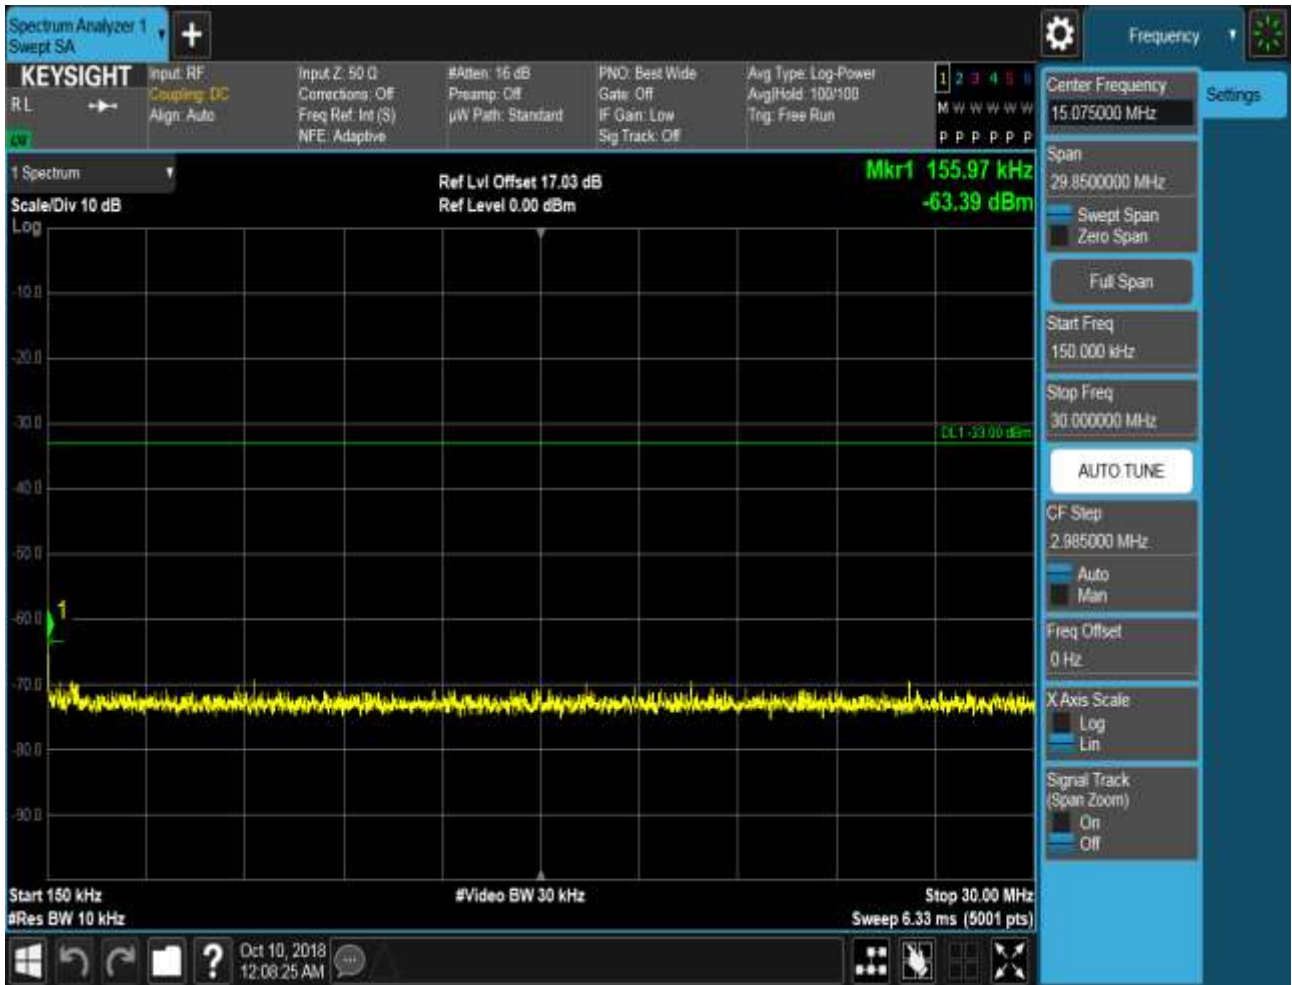 Spectrum Analyzer 1
Swept SA
+
Frequency
KEYSIGHT
RL
LXI
Input: RF
Coupling: DC
Align: Auto
Input Z: 50 Ω
Corrections: Off
Freq Ref: Int (S)
NFE: Adaptive
#Atten: 16 dB
Preamp: Off
µW Path: Standard
PNO: Best Wide
Gate: Off
IF Gain: Low
Sig Track: Off
Avg Type: Log-Power
Avg|Hold: 100/100
Trig: Free Run
1 2 3 4 5 6
M W W W W W
P P P P P P
1 Spectrum
Scale/Div 10 dB
Log
Ref Lvl Offset 17.03 dB
Ref Level 0.00 dBm
Mkr1 155.97 kHz
-63.39 dBm
-10.0
-20.0
-30.0
DL1 -33.00 dBm
-40.0
-50.0
-60.0
1
-70.0
-80.0
-90.0
Start 150 kHz
#Res BW 10 kHz
#Video BW 30 kHz
Stop 30.00 MHz
Sweep 6.33 ms (5001 pts)
Center Frequency
15.075000 MHz
Settings
Span
29.8500000 MHz
Swept Span
Zero Span
Full Span
Start Freq
150.000 kHz
Stop Freq
30.000000 MHz
AUTO TUNE
CF Step
2.985000 MHz
Auto
Man
Freq Offset
0 Hz
X Axis Scale
Log
Lin
Signal Track
(Span Zoom)
On
Off
?
Oct 10, 2018
12:08:25 AM